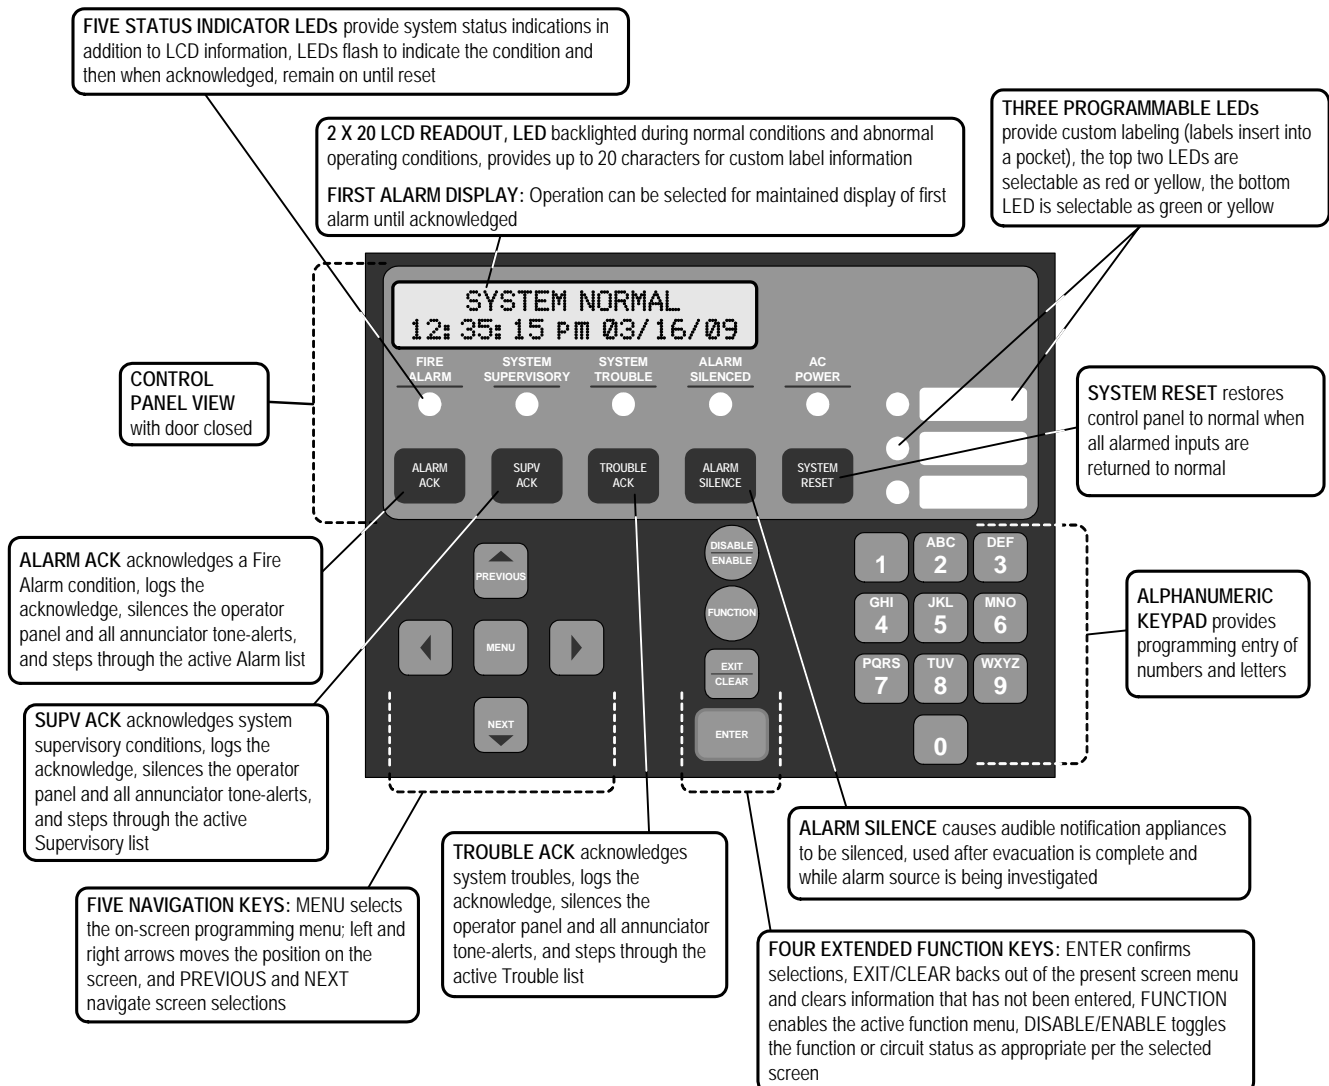 FIVE STATUS INDICATOR LEDs provide system status indications in
addition to LCD information, LEDs flash to indicate the condition and
then when acknowledged, remain on until reset
2 X 20 LCD READOUT, LED backlighted during normal conditions and abnormal
operating conditions, provides up to 20 characters for custom label information
FIRST ALARM DISPLAY: Operation can be selected for maintained display of first
alarm until acknowledged
THREE PROGRAMMABLE LEDs
provide custom labeling (labels insert into
a pocket), the top two LEDs are
selectable as red or yellow, the bottom
LED is selectable as green or yellow
SYSTEM NORMAL
12:35:15 pm 03/16/09
FIRE
ALARM
SYSTEM
SUPERVISORY
SYSTEM
TROUBLE
ALARM
SILENCED
AC
POWER
CONTROL
PANEL VIEW
with door closed
SYSTEM RESET restores
control panel to normal when
all alarmed inputs are
returned to normal
ALARM
ACK
SUPV
ACK
TROUBLE
ACK
ALARM
SILENCE
SYSTEM
RESET
ALARM ACK acknowledges a Fire
Alarm condition, logs the
acknowledge, silences the operator
panel and all annunciator tone-alerts,
and steps through the active Alarm list
PREVIOUS
MENU
NEXT
DISABLE
ENABLE
FUNCTION
EXIT
CLEAR
ENTER
1
ABC
2
DEF
3
GHI
4
JKL
5
MNO
6
PQRS
7
TUV
8
WXYZ
9
0
ALPHANUMERIC
KEYPAD provides
programming entry of
numbers and letters
SUPV ACK acknowledges system
supervisory conditions, logs the
acknowledge, silences the operator
panel and all annunciator tone-alerts,
and steps through the active
Supervisory list
FIVE NAVIGATION KEYS: MENU selects
the on-screen programming menu; left and
right arrows moves the position on the
screen, and PREVIOUS and NEXT
navigate screen selections
TROUBLE ACK acknowledges
system troubles, logs the
acknowledge, silences the
operator panel and all annunciator
tone-alerts, and steps through the
active Trouble list
ALARM SILENCE causes audible notification appliances
to be silenced, used after evacuation is complete and
while alarm source is being investigated
FOUR EXTENDED FUNCTION KEYS: ENTER confirms
selections, EXIT/CLEAR backs out of the present screen menu
and clears information that has not been entered, FUNCTION
enables the active function menu, DISABLE/ENABLE toggles
the function or circuit status as appropriate per the selected
screen